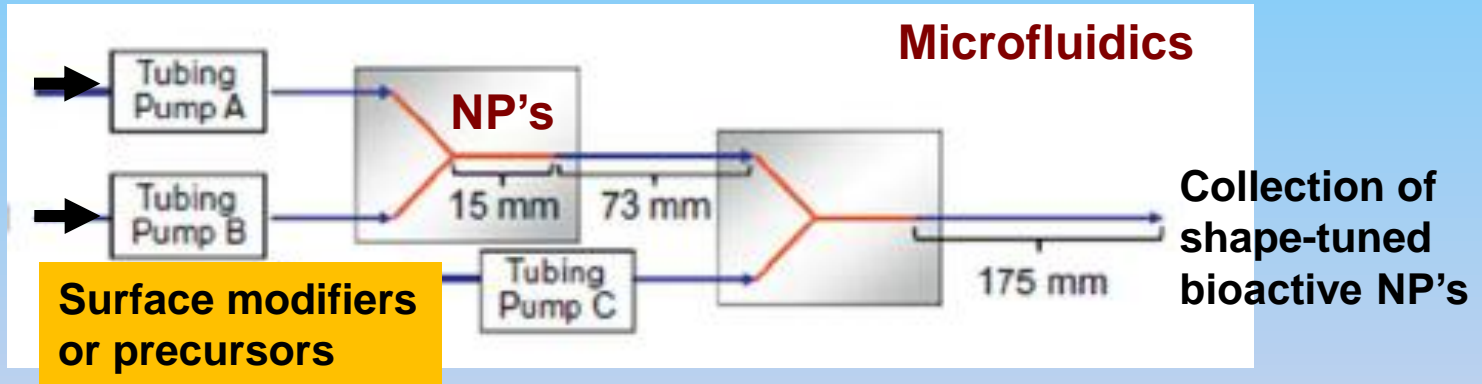 Microfluidics
Tubing
Pump A
NP's
Tubing
Pump B
15 mm
73 mm
Tubing
Pump C
175 mm
Surface modifiers
or precursors
Collection of
shape-tuned
bioactive NP's